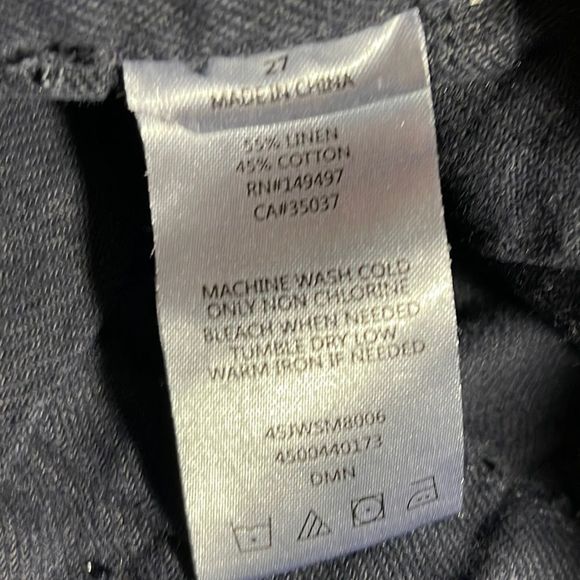 27
MADE IN CHINA
55% LINEN
45% COTTON
RN#149497
CA#35037
MACHINE WASH COLD
ONLY NON CHLORINE
BLEACH WHEN NEEDED
TUMBLE DRY LOW
WARM IRON IF NEEDED
45JWSM8006
4500440173
DMN